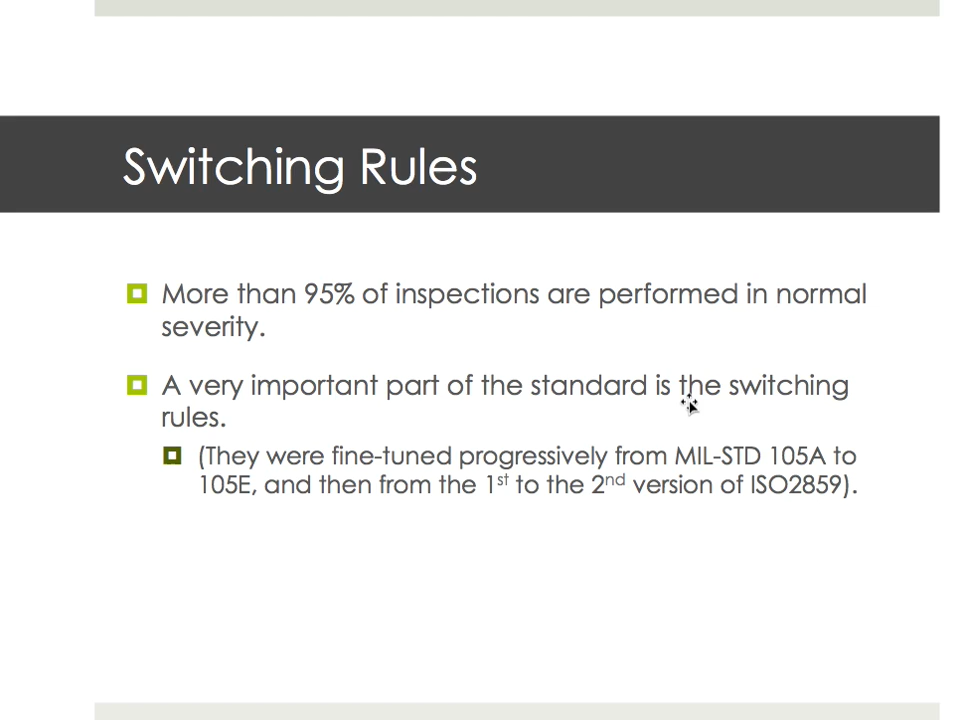 Switching Rules
More than 95% of inspections are performed in normal
severity.
A very important part of the standard is the switching
rules.
(They were fine-tuned progressively from MIL-STD 105A to
105E, and then from the 1st to the 2nd version of ISO2859).